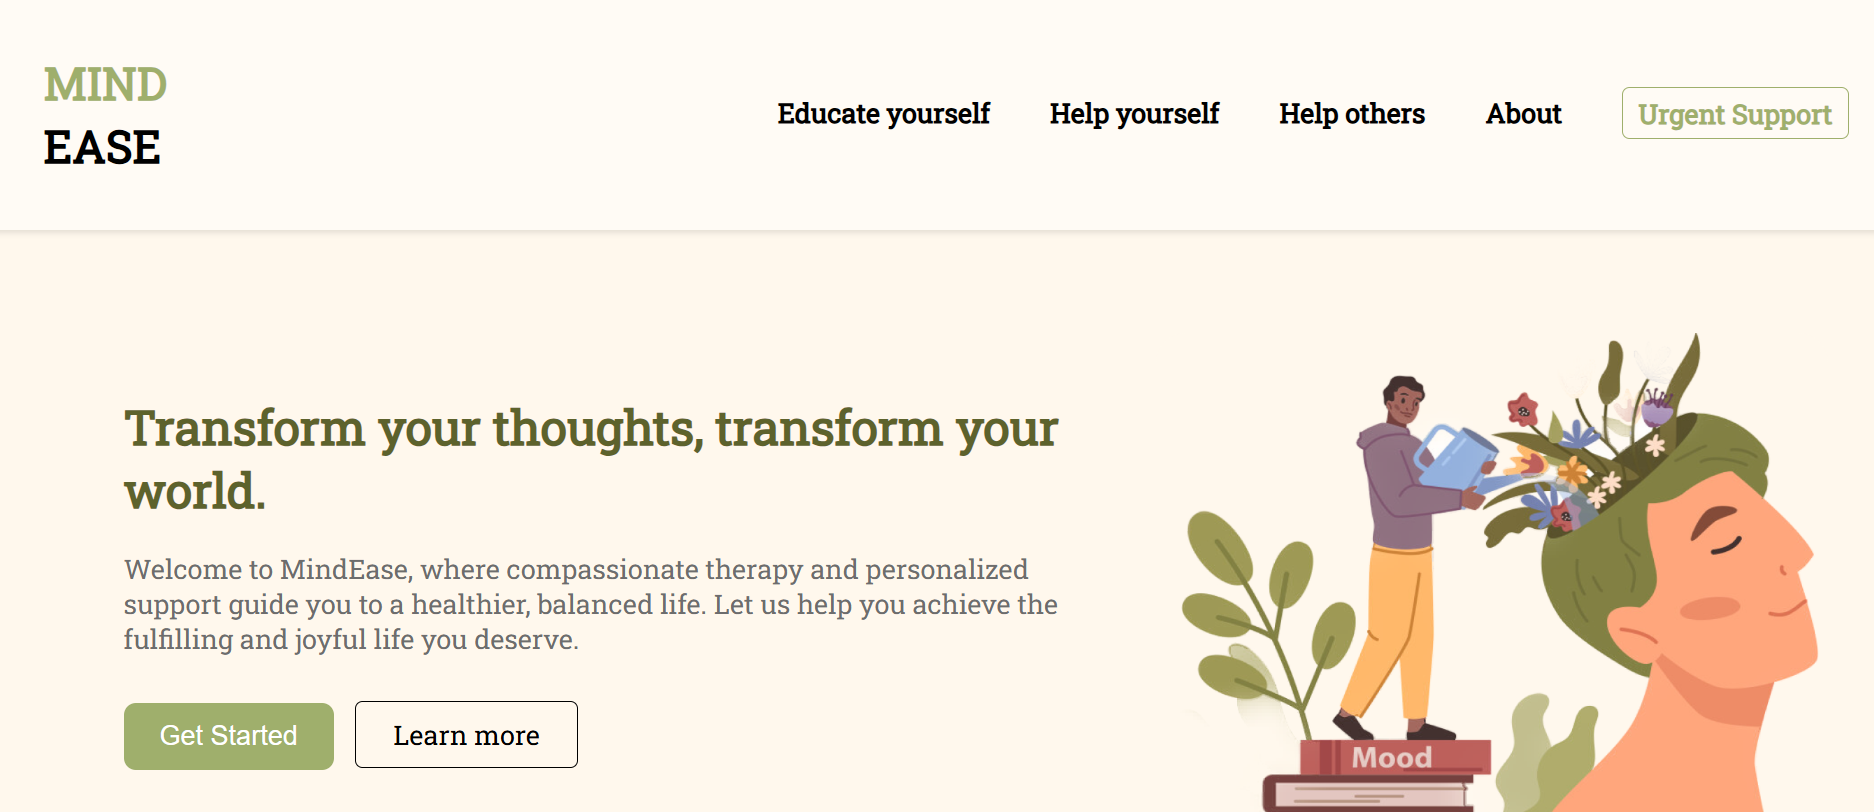 MIND
EASE
Educate yourself Help yourself Help others About Urgent Support
Transform your thoughts, transform your
world.
Welcome to MindEase, where compassionate therapy and personalized
support guide you to a healthier, balanced life. Let us help you achieve the
fulfilling and joyful life you deserve.
Get Started Learn more
Mood